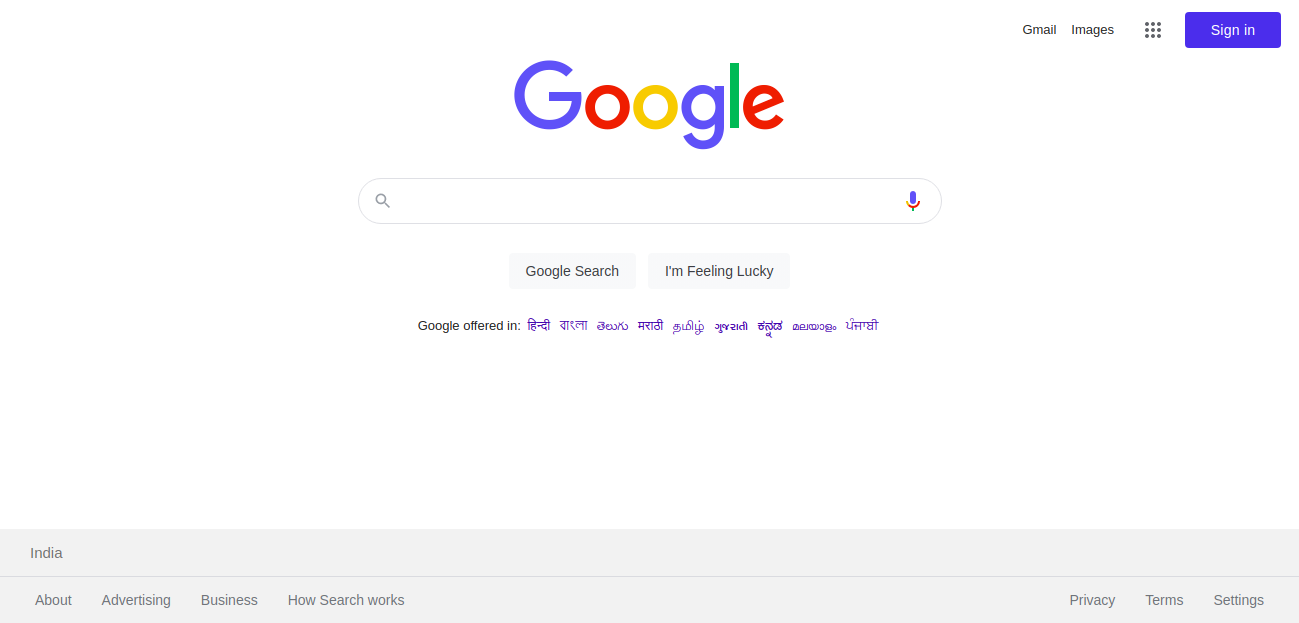 Gmail Images Sign in
Google
Google Search I'm Feeling Lucky
Google offered in: हिन्दी বাংলা తెలుగు मराठी தமிழ் ગુજરાતી ಕನ್ನಡ മലയാളം ਪੰਜਾਬੀ
India
About Advertising Business How Search works Privacy Terms Settings